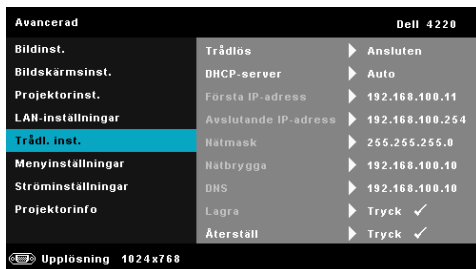 Avancerad Dell 4220
Bildinst. Trådlös Ansluten
Bildskärmsinst. DHCP-server Auto
Projektorinst. Första IP-adress 192.168.100.11
LAN-inställningar Avslutande IP-adress 192.168.100.254
Trådl. inst. Nätmask 255.255.255.0
Menyinställningar Nätbrygga 192.168.100.10
Ströminställningar DNS 192.168.100.10
Projektorinfo Lagra Tryck ✓
Återställ Tryck ✓
Upplösning 1024x768